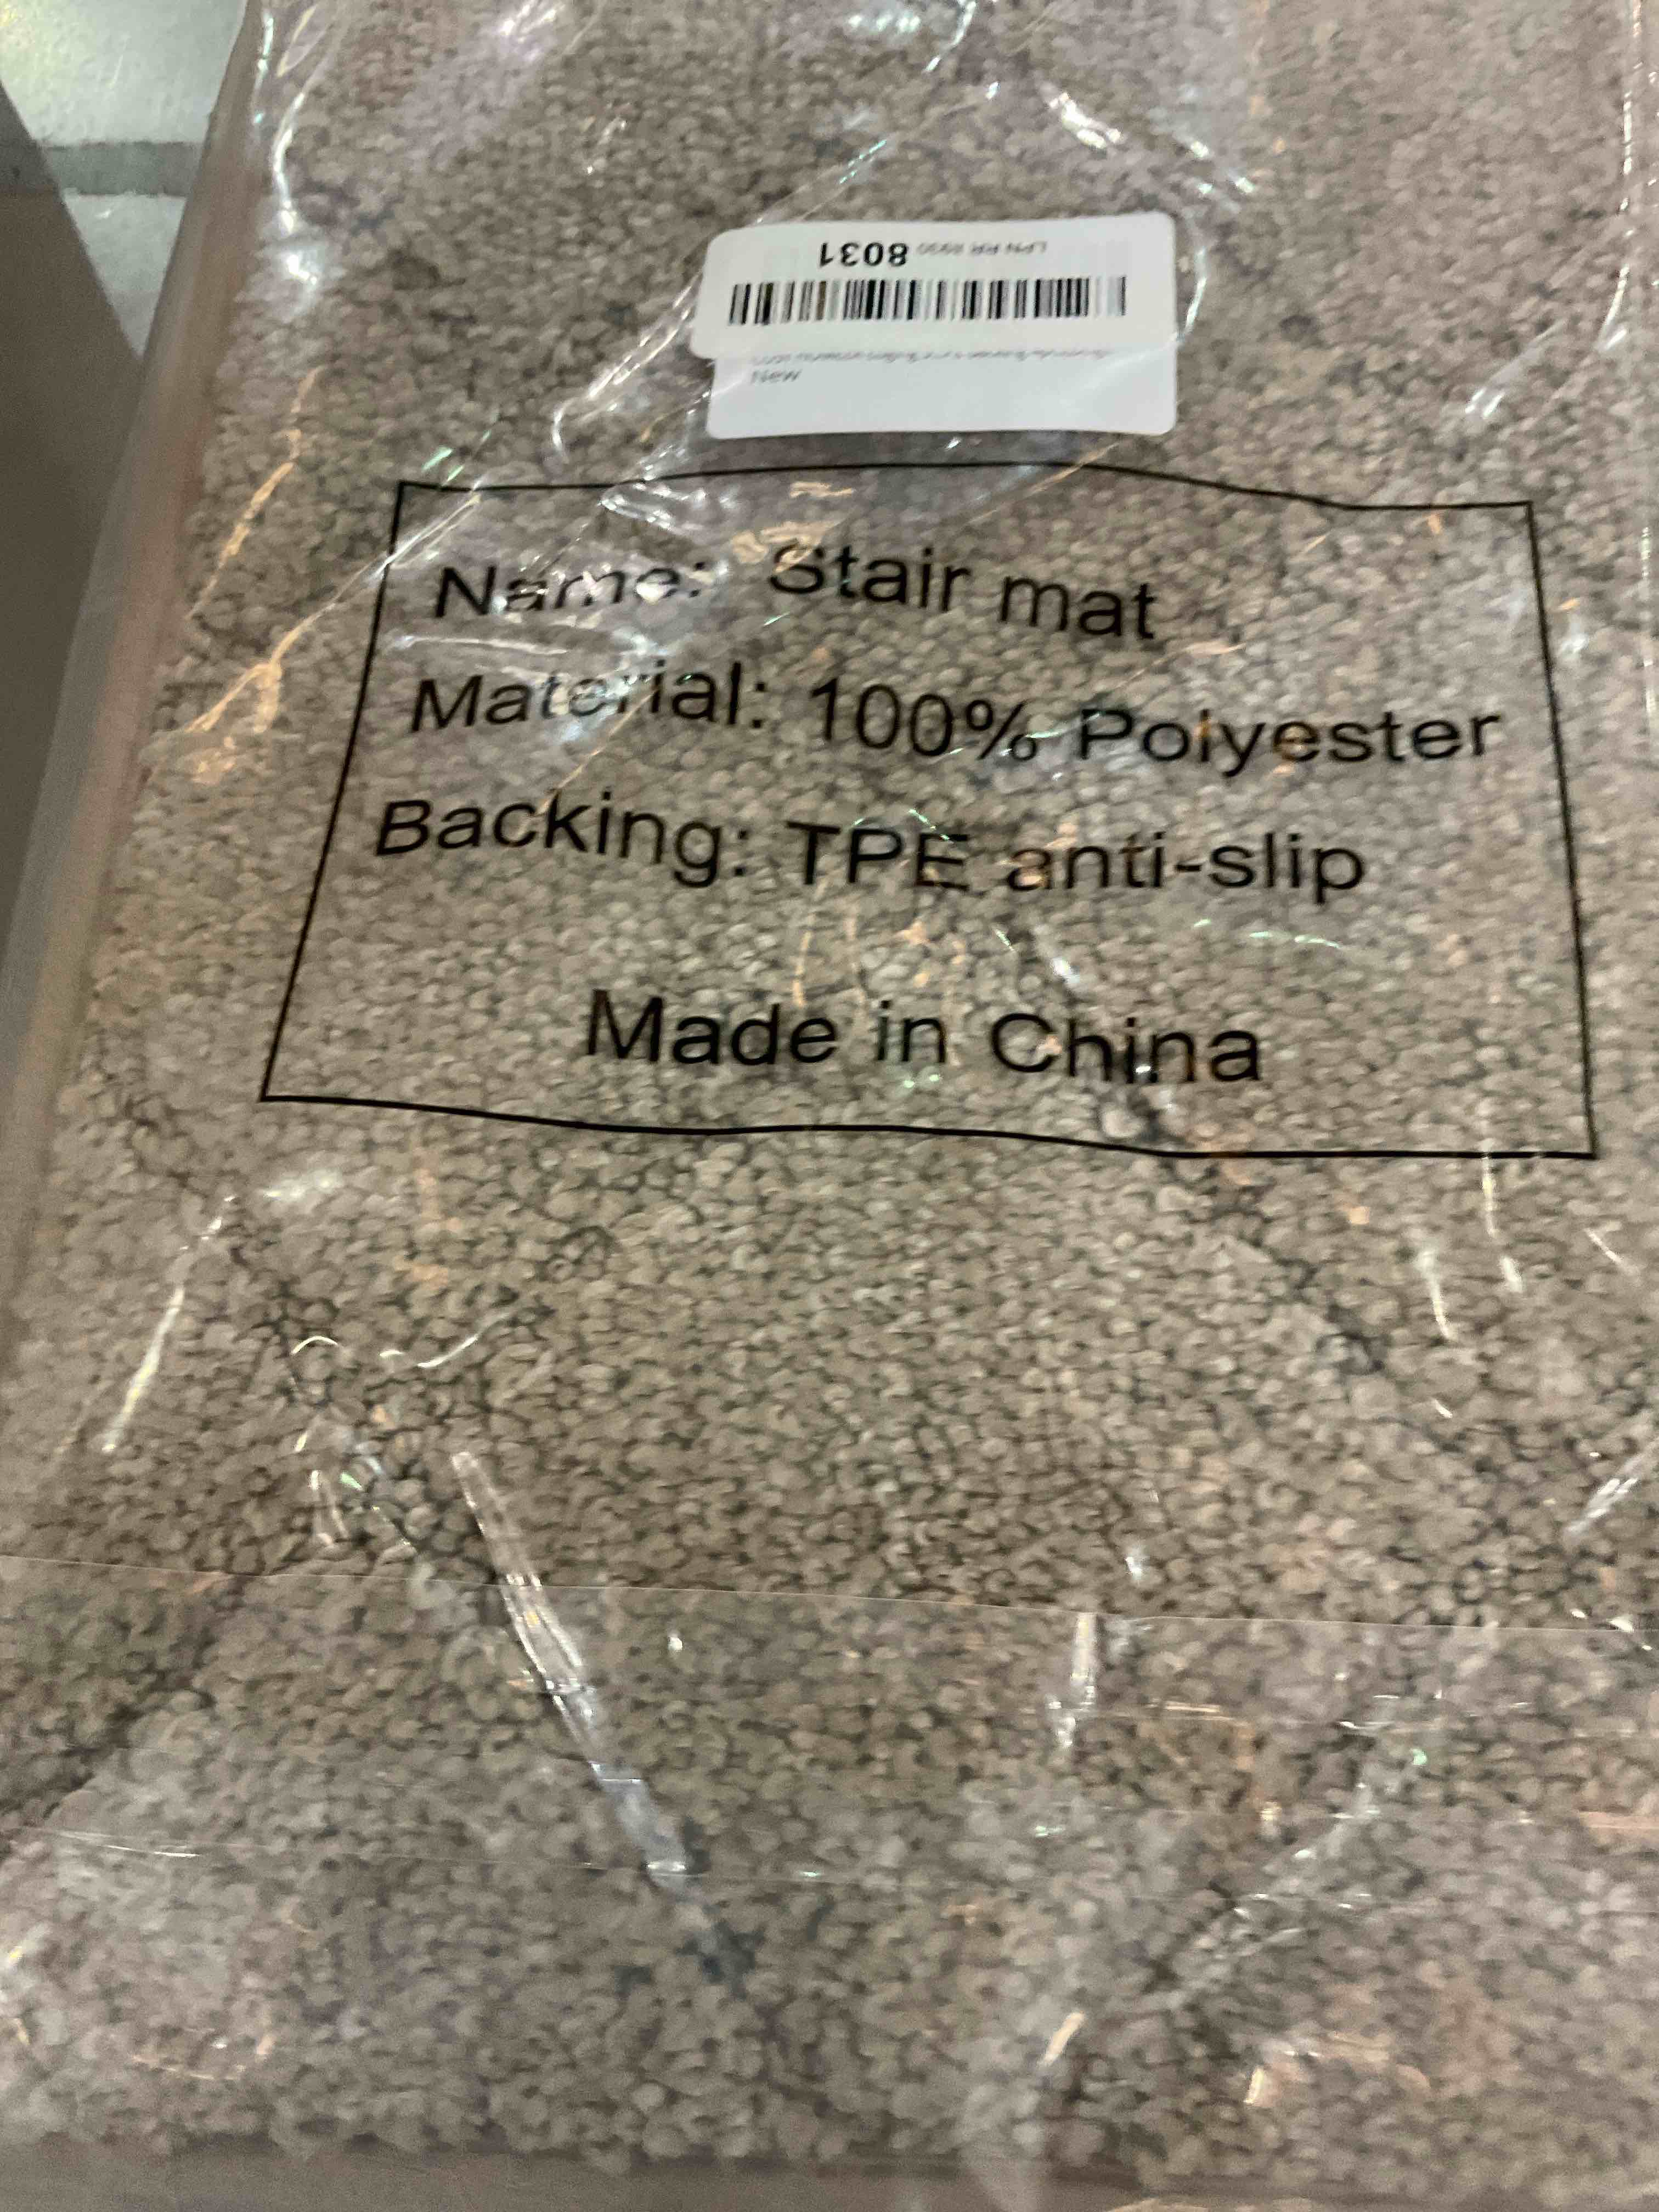 8031
New
Name: Stair mat
Material: 100% Polyester
Backing: TPE anti-slip
Made in China